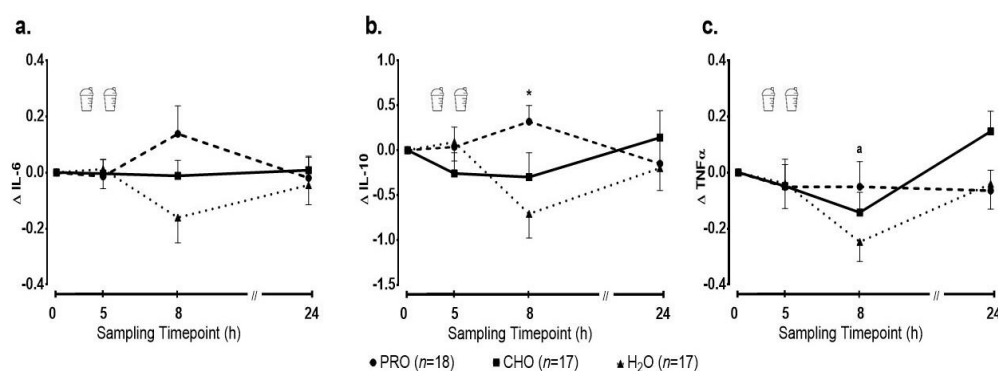 a.
0.4
0.2
0.0
-0.2
-0.4
Δ IL-6
0 5 8 // 24
Sampling Timepoint (h)
b.
1.0
0.5
0.0
-0.5
-1.0
-1.5
Δ IL-10
*
0 5 8 // 24
Sampling Timepoint (h)
c.
0.4
0.2
0.0
-0.2
-0.4
Δ TNFα
a
0 5 8 // 24
Sampling Timepoint (h)
PRO (n=18) CHO (n=17) H₂O (n=17)